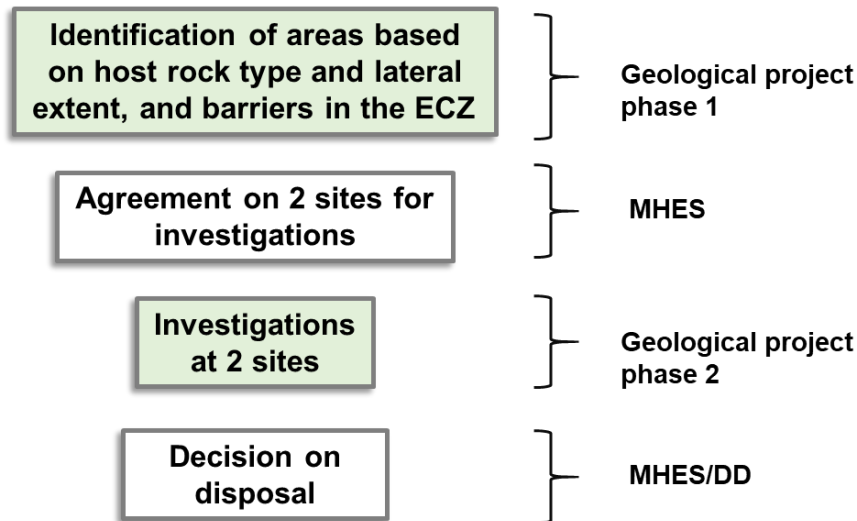 Identification of areas based
on host rock type and lateral
extent, and barriers in the ECZ
Geological project
phase 1
Agreement on 2 sites for
investigations
MHES
Investigations
at 2 sites
Geological project
phase 2
Decision on
disposal
MHES/DD